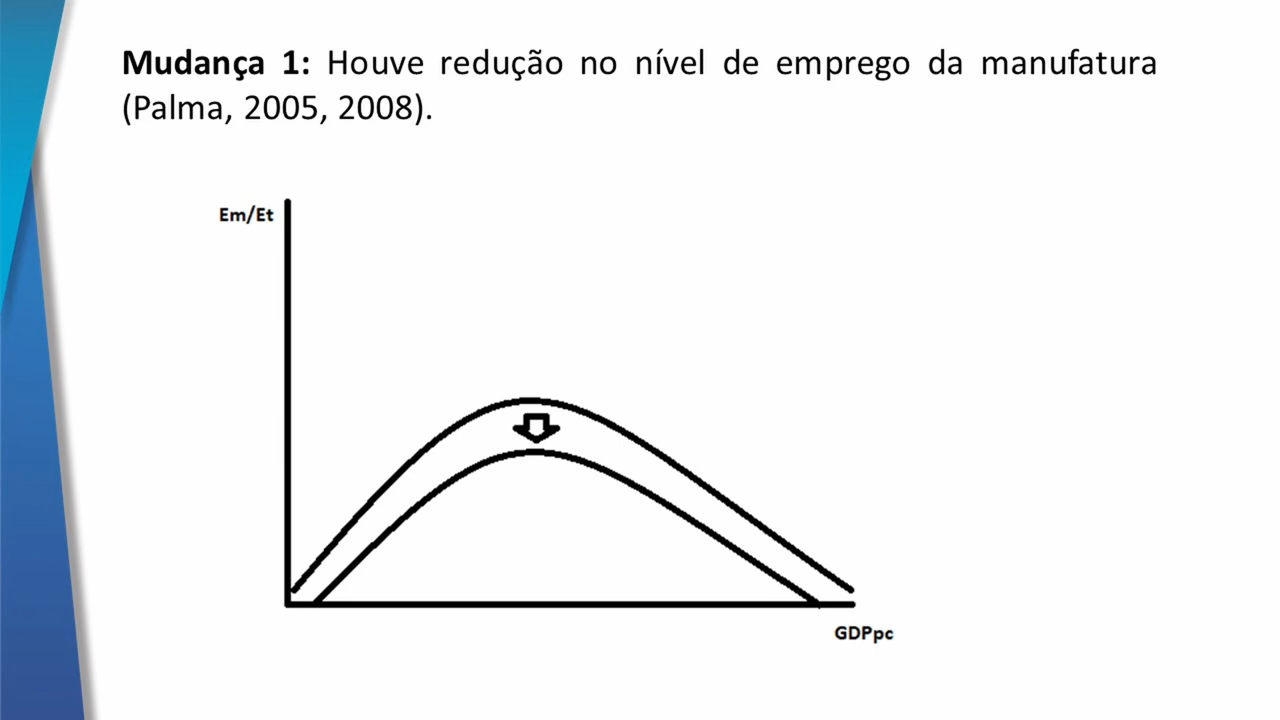 Mudança 1: Houve redução no nível de emprego da manufatura
(Palma, 2005, 2008).
Em/Et
GDPpc